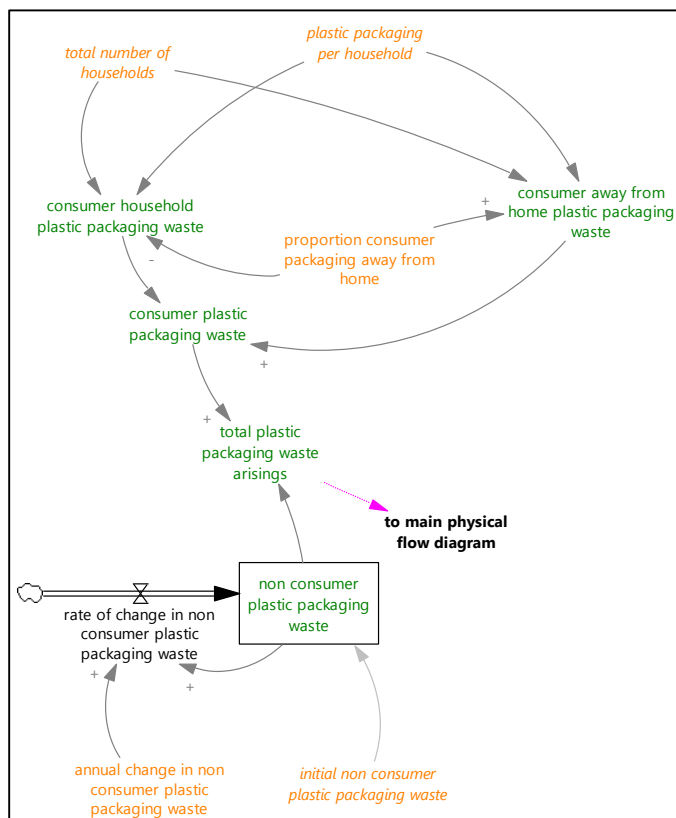 total number of
households
plastic packaging
per household
consumer household
plastic packaging waste
consumer away from
home plastic packaging
waste
+
proportion consumer
packaging away from
home
-
consumer plastic
packaging waste
+
+
total plastic
packaging waste
arisings
to main physical
flow diagram
non consumer
plastic packaging
waste
rate of change in non
consumer plastic
packaging waste
+
+
annual change in non
consumer plastic
packaging waste
initial non consumer
plastic packaging waste